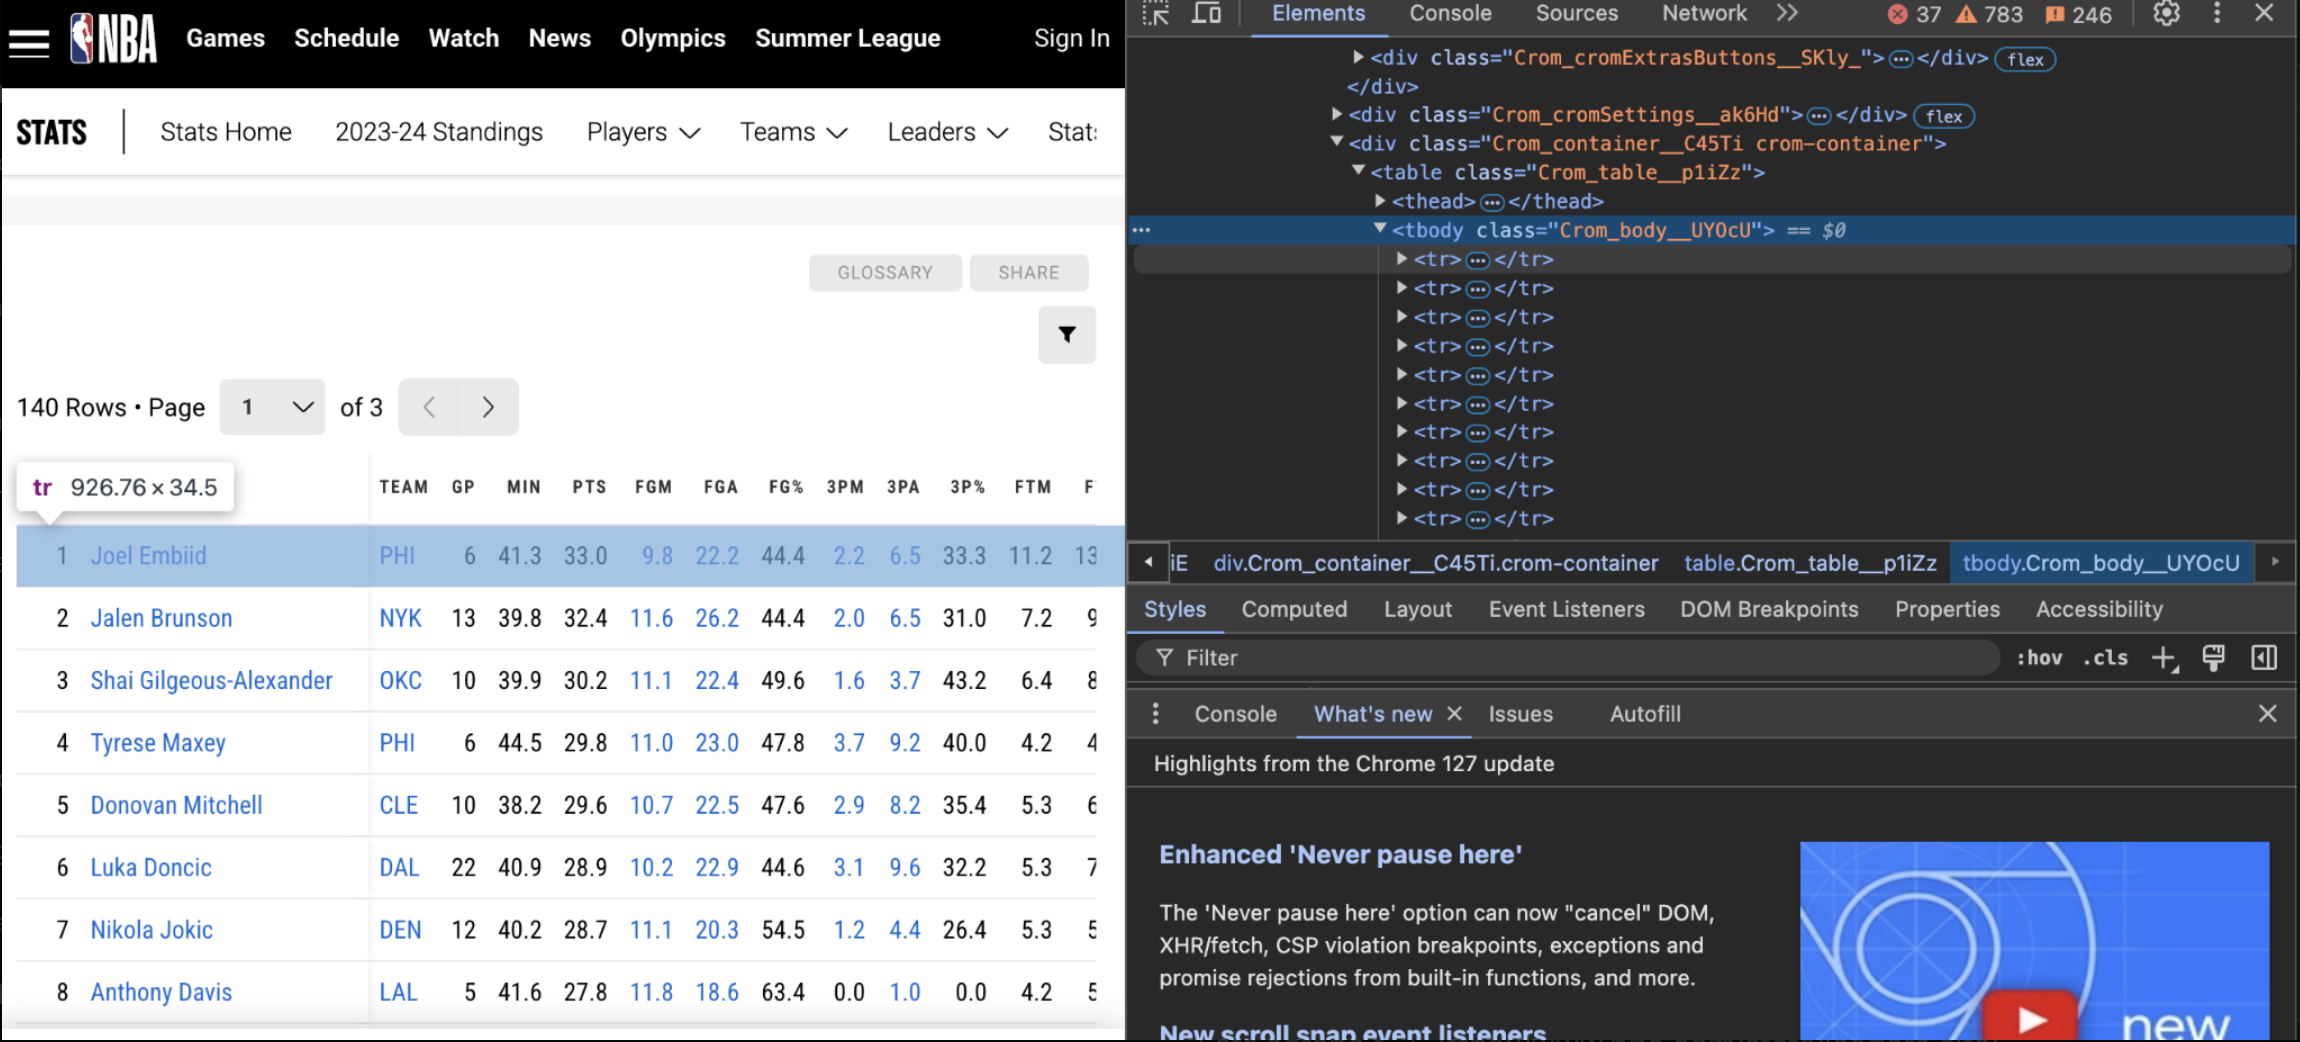 NBA Games Schedule Watch News Olympics Summer League Sign In
STATS Stats Home 2023-24 Standings Players Teams Leaders Stats
GLOSSARY SHARE
140 Rows • Page 1 of 3
tr 926.76 × 34.5
TEAM GP MIN PTS FGM FGA FG% 3PM 3PA 3P% FTM F
1 Joel Embiid PHI 6 41.3 33.0 9.8 22.2 44.4 2.2 6.5 33.3 11.2 13
2 Jalen Brunson NYK 13 39.8 32.4 11.6 26.2 44.4 2.0 6.5 31.0 7.2 9
3 Shai Gilgeous-Alexander OKC 10 39.9 30.2 11.1 22.4 49.6 1.6 3.7 43.2 6.4 8
4 Tyrese Maxey PHI 6 44.5 29.8 11.0 23.0 47.8 3.7 9.2 40.0 4.2 4
5 Donovan Mitchell CLE 10 38.2 29.6 10.7 22.5 47.6 2.9 8.2 35.4 5.3 6
6 Luka Doncic DAL 22 40.9 28.9 10.2 22.9 44.6 3.1 9.6 32.2 5.3 7
7 Nikola Jokic DEN 12 40.2 28.7 11.1 20.3 54.5 1.2 4.4 26.4 5.3 5
8 Anthony Davis LAL 5 41.6 27.8 11.8 18.6 63.4 0.0 1.0 0.0 4.2 5
Elements Console Sources Network 37 783 246
<div class="Crom_cromExtrasButtons__SKly_">…</div> flex
</div>
<div class="Crom_cromSettings__ak6Hd">…</div> flex
<div class="Crom_container__C45Ti crom-container">
<table class="Crom_table__p1iZz">
<thead>…</thead>
… <tbody class="Crom_body__UYOcU"> == $0
<tr>…</tr>
<tr>…</tr>
<tr>…</tr>
<tr>…</tr>
<tr>…</tr>
<tr>…</tr>
<tr>…</tr>
<tr>…</tr>
<tr>…</tr>
<tr>…</tr>
iE div.Crom_container__C45Ti.crom-container table.Crom_table__p1iZz tbody.Crom_body__UYOcU
Styles Computed Layout Event Listeners DOM Breakpoints Properties Accessibility
Filter :hov .cls
Console What's new Issues Autofill
Highlights from the Chrome 127 update
Enhanced 'Never pause here'
The 'Never pause here' option can now "cancel" DOM,
XHR/fetch, CSP violation breakpoints, exceptions and
promise rejections from built-in functions, and more.
New scroll snap event listeners
new